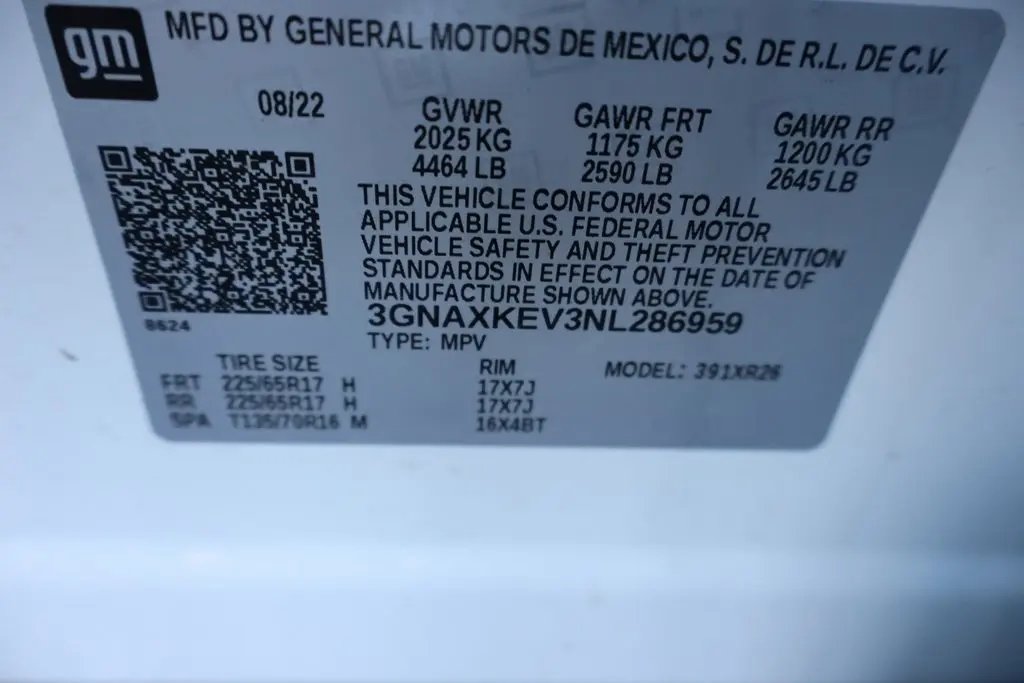 gm
MFD BY GENERAL MOTORS DE MEXICO, S. DE R.L. DE C.V.
08/22 GVWR GAWR FRT GAWR RR
2025 KG 1175 KG 1200 KG
4464 LB 2590 LB 2645 LB
THIS VEHICLE CONFORMS TO ALL
APPLICABLE U.S. FEDERAL MOTOR
VEHICLE SAFETY AND THEFT PREVENTION
STANDARDS IN EFFECT ON THE DATE OF
MANUFACTURE SHOWN ABOVE.
3GNAXKEV3NL286959
8624
TYPE: MPV
TIRE SIZE RIM MODEL: 391XR26
FRT 225/65R17 H 17X7J
RR 225/65R17 H 17X7J
SPA T135/70R16 M 16X4BT